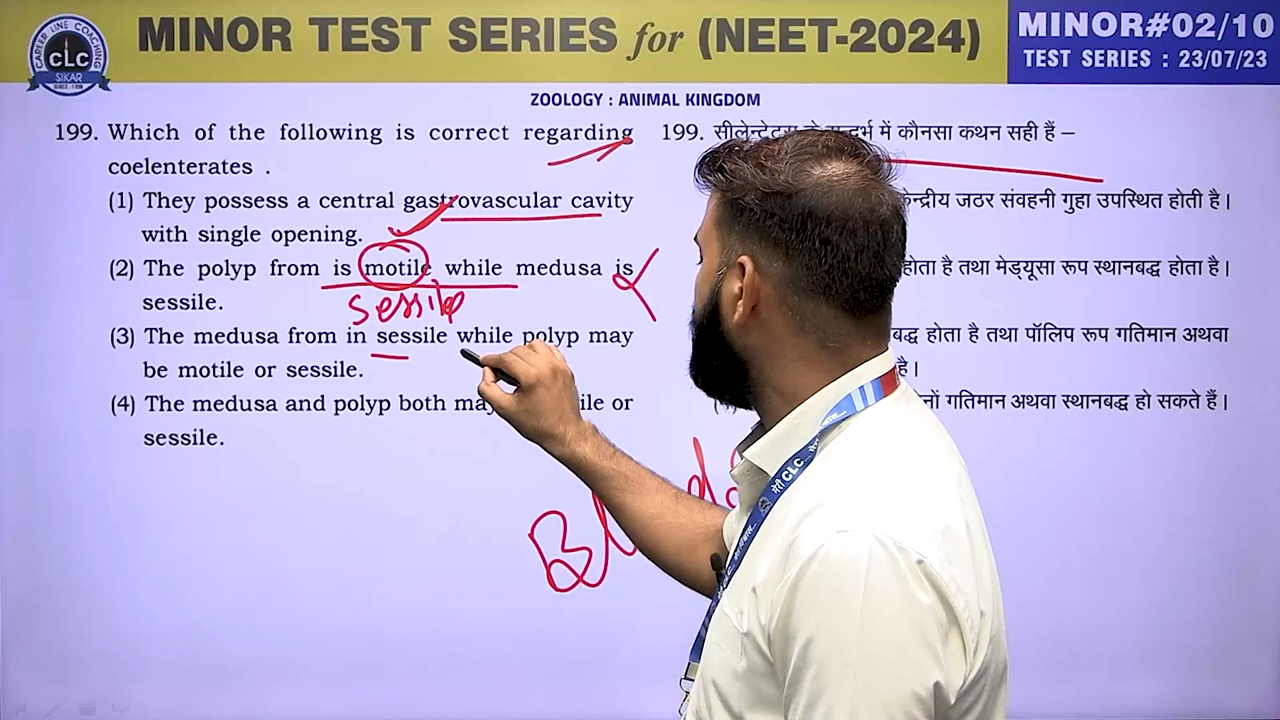 CAREER LINE COACHING
CLC
SIKAR
MINOR TEST SERIES for (NEET-2024)
MINOR#02/10
TEST SERIES : 23/07/23
ZOOLOGY : ANIMAL KINGDOM
199. Which of the following is correct regarding
coelenterates .
(1) They possess a central gastrovascular cavity
with single opening.
(2) The polyp from is motile while medusa is
sessile.
sessile
(3) The medusa from in sessile while polyp may
be motile or sessile.
(4) The medusa and polyp both may or
sessile.
199. में कौनसा कथन सही हैं –
केन्द्रीय जठर संवहनी गुहा उपस्थित होती है।
होता है तथा मेड्यूसा रूप स्थानबद्ध होता है।
होता है तथा पॉलिप रूप गतिमान अथवा
है।
गतिमान अथवा स्थानबद्ध हो सकते हैं।
Bl
मेरी CLC